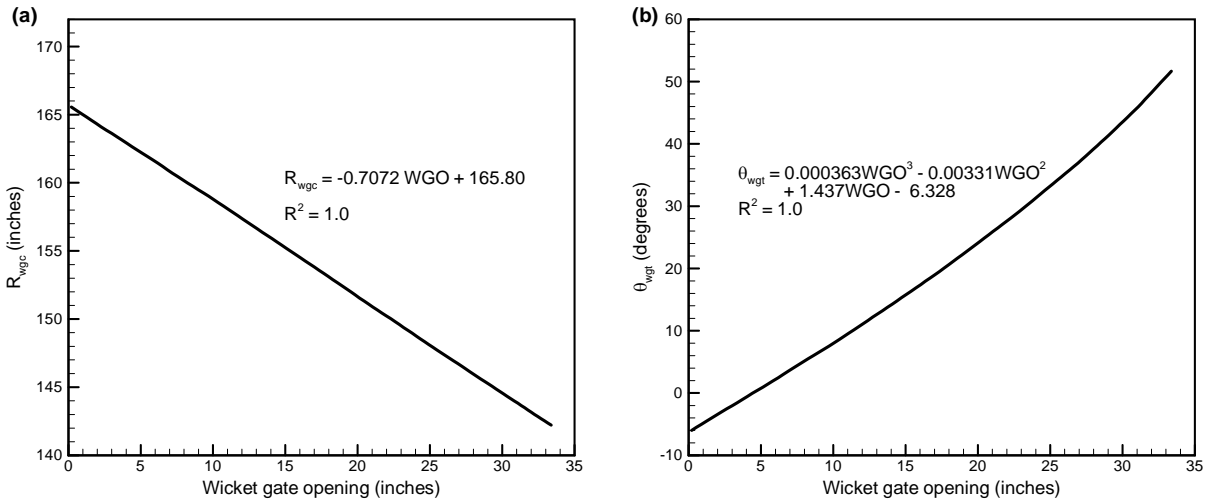 (a)
170
165
160
155
150
145
140
R_wgc (inches)
R_wgc = -0.7072 WGO + 165.80
R² = 1.0
0 5 10 15 20 25 30 35
Wicket gate opening (inches)
(b)
60
50
40
30
20
10
0
-10
θ_wgt (degrees)
θ_wgt = 0.000363WGO³ - 0.00331WGO²
+ 1.437WGO - 6.328
R² = 1.0
0 5 10 15 20 25 30 35
Wicket gate opening (inches)